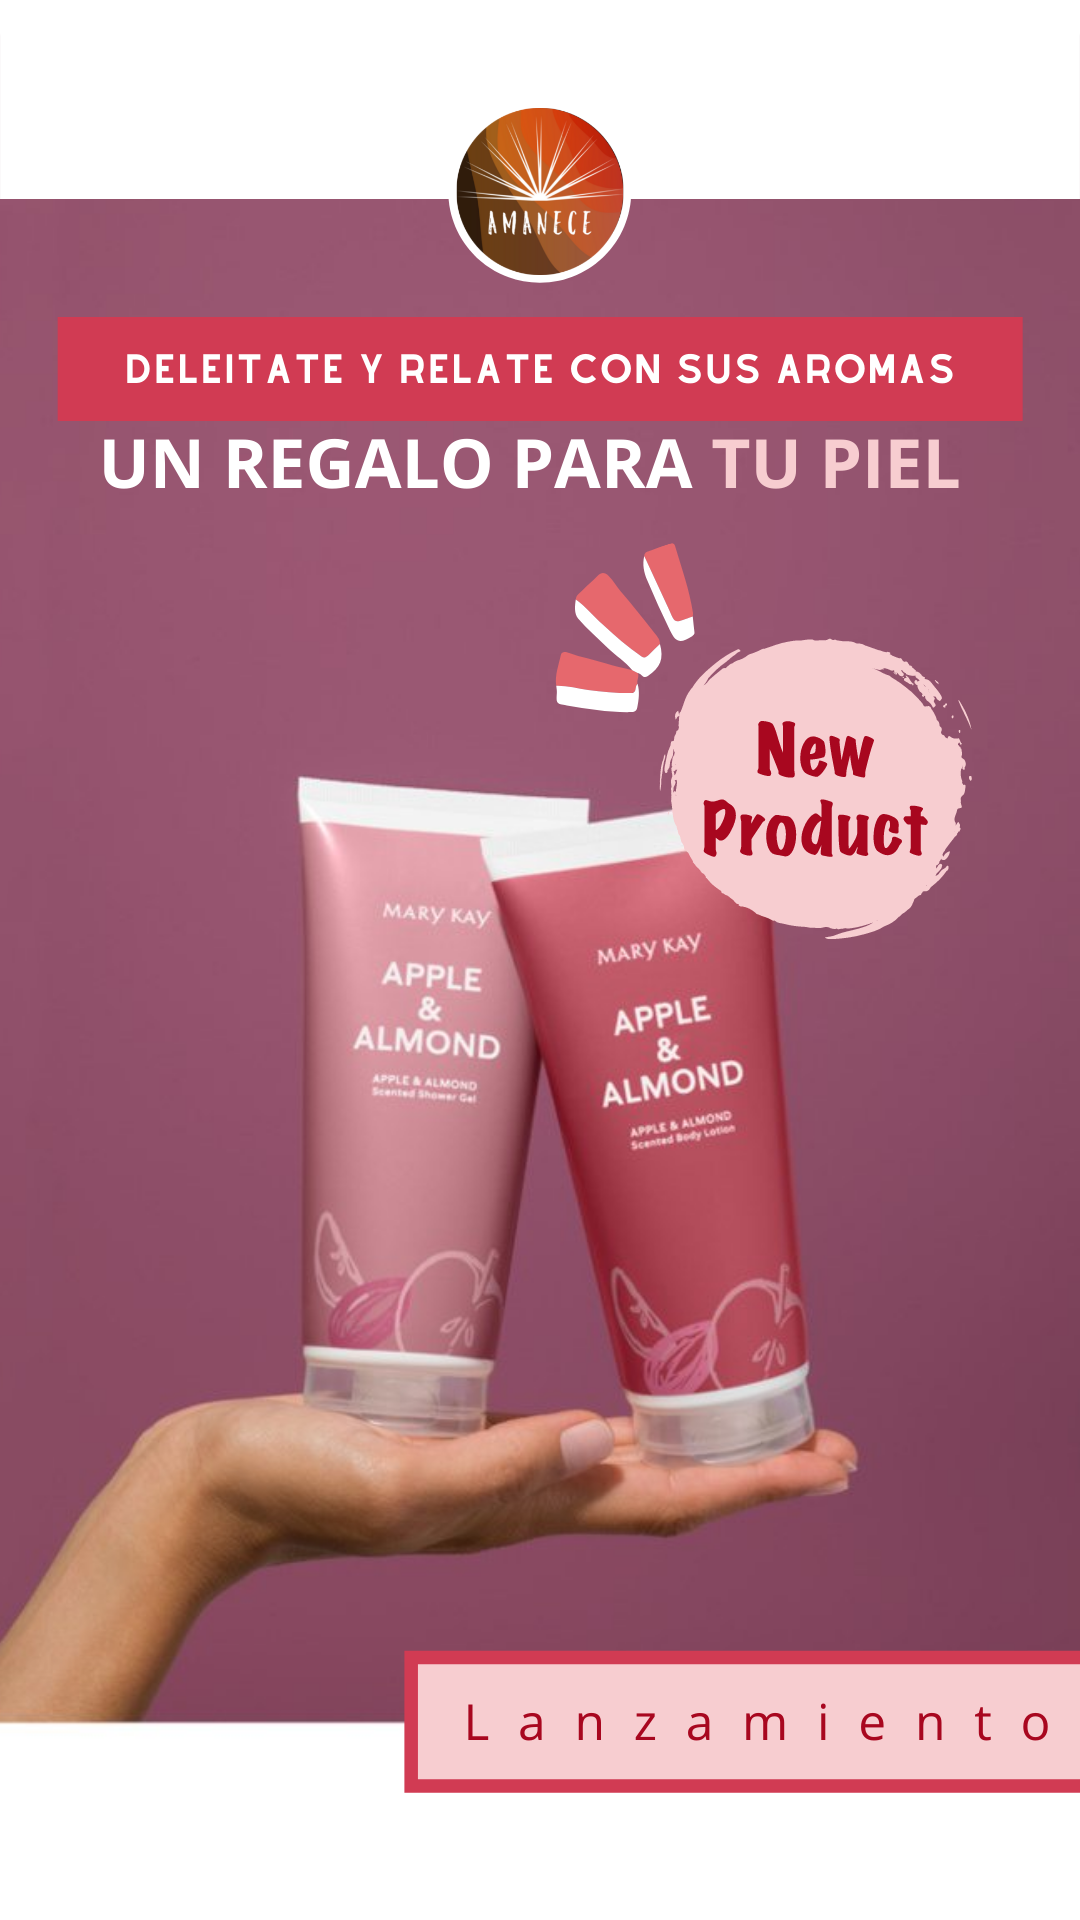 AMANECE
DELEITATE Y RELATE CON SUS AROMAS
UN REGALO PARA TU PIEL
New
Product
MARY KAY
APPLE
&
ALMOND
APPLE & ALMOND
Scented Shower Gel
MARY KAY
APPLE
&
ALMOND
APPLE & ALMOND
Scented Body Lotion
Lanzamiento